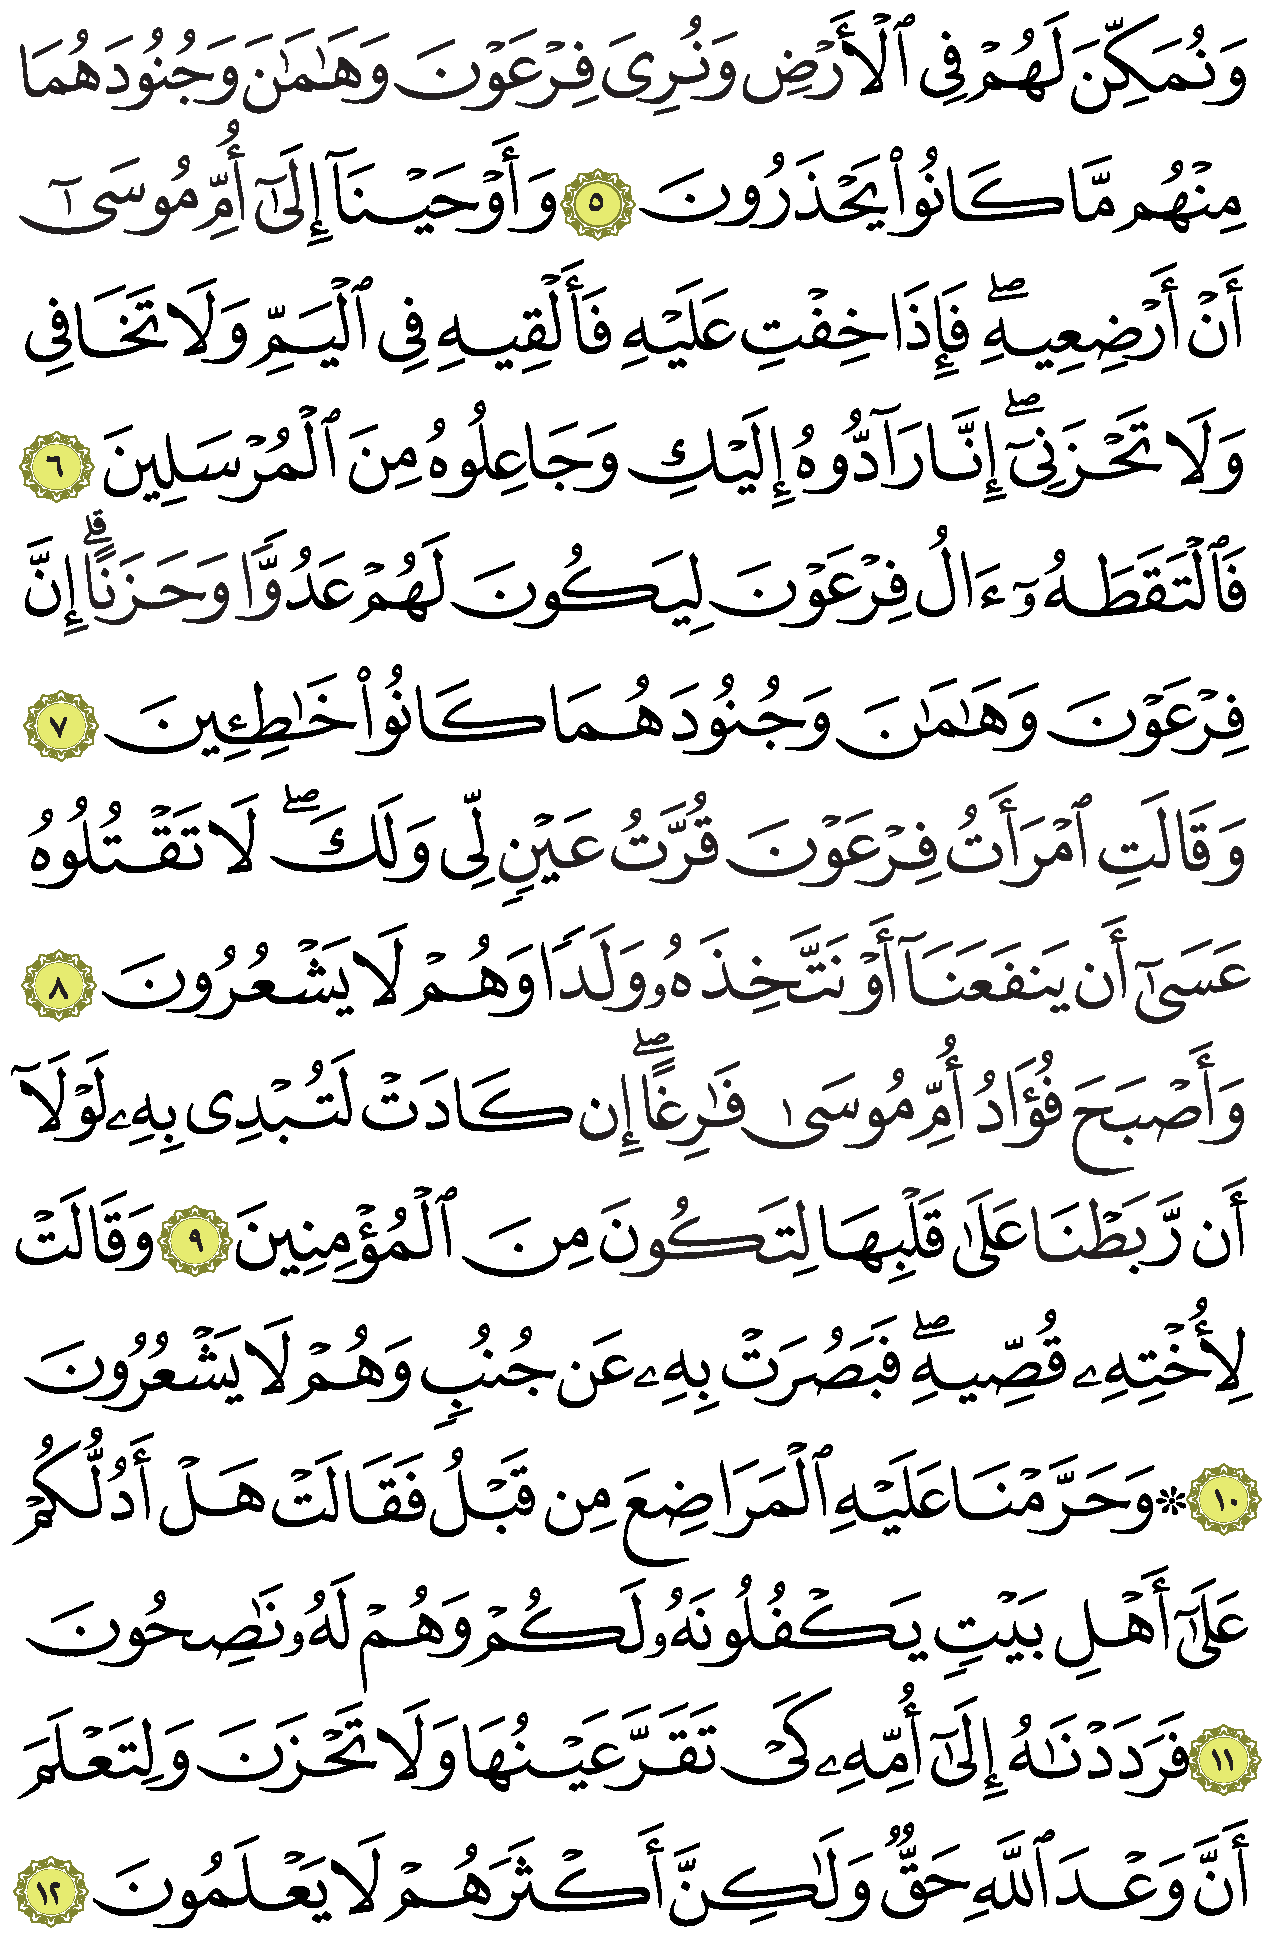 وَنُمَكِّنَ لَهُمْ فِى ٱلْأَرْضِ وَنُرِىَ فِرْعَوْنَ وَهَـٰمَـٰنَ وَجُنُودَهُمَا
مِنْهُم مَّا كَانُوا۟ يَحْذَرُونَ ٥ وَأَوْحَيْنَآ إِلَىٰٓ أُمِّ مُوسَىٰٓ
أَنْ أَرْضِعِيهِ ۖ فَإِذَا خِفْتِ عَلَيْهِ فَأَلْقِيهِ فِى ٱلْيَمِّ وَلَا تَخَافِى
وَلَا تَحْزَنِىٓ ۖ إِنَّا رَآدُّوهُ إِلَيْكِ وَجَاعِلُوهُ مِنَ ٱلْمُرْسَلِينَ ٦
فَٱلْتَقَطَهُۥٓ ءَالُ فِرْعَوْنَ لِيَكُونَ لَهُمْ عَدُوًّا وَحَزَنًا ۗ إِنَّ
فِرْعَوْنَ وَهَـٰمَـٰنَ وَجُنُودَهُمَا كَانُوا۟ خَـٰطِـِٔينَ ٧
وَقَالَتِ ٱمْرَأَتُ فِرْعَوْنَ قُرَّتُ عَيْنٍ لِّى وَلَكَ ۖ لَا تَقْتُلُوهُ
عَسَىٰٓ أَن يَنفَعَنَآ أَوْ نَتَّخِذَهُۥ وَلَدًا وَهُمْ لَا يَشْعُرُونَ ٨
وَأَصْبَحَ فُؤَادُ أُمِّ مُوسَىٰ فَـٰرِغًا ۖ إِن كَادَتْ لَتُبْدِى بِهِۦ لَوْلَآ
أَن رَّبَطْنَا عَلَىٰ قَلْبِهَا لِتَكُونَ مِنَ ٱلْمُؤْمِنِينَ ٩ وَقَالَتْ
لِأُخْتِهِۦ قُصِّيهِ ۖ فَبَصُرَتْ بِهِۦ عَن جُنُبٍ وَهُمْ لَا يَشْعُرُونَ
١٠ ۞ وَحَرَّمْنَا عَلَيْهِ ٱلْمَرَاضِعَ مِن قَبْلُ فَقَالَتْ هَلْ أَدُلُّكُمْ
عَلَىٰٓ أَهْلِ بَيْتٍ يَكْفُلُونَهُۥ لَكُمْ وَهُمْ لَهُۥ نَـٰصِحُونَ
١١ فَرَدَدْنَـٰهُ إِلَىٰٓ أُمِّهِۦ كَىْ تَقَرَّ عَيْنُهَا وَلَا تَحْزَنَ وَلِتَعْلَمَ
أَنَّ وَعْدَ ٱللَّهِ حَقٌّ وَلَـٰكِنَّ أَكْثَرَهُمْ لَا يَعْلَمُونَ ١٢